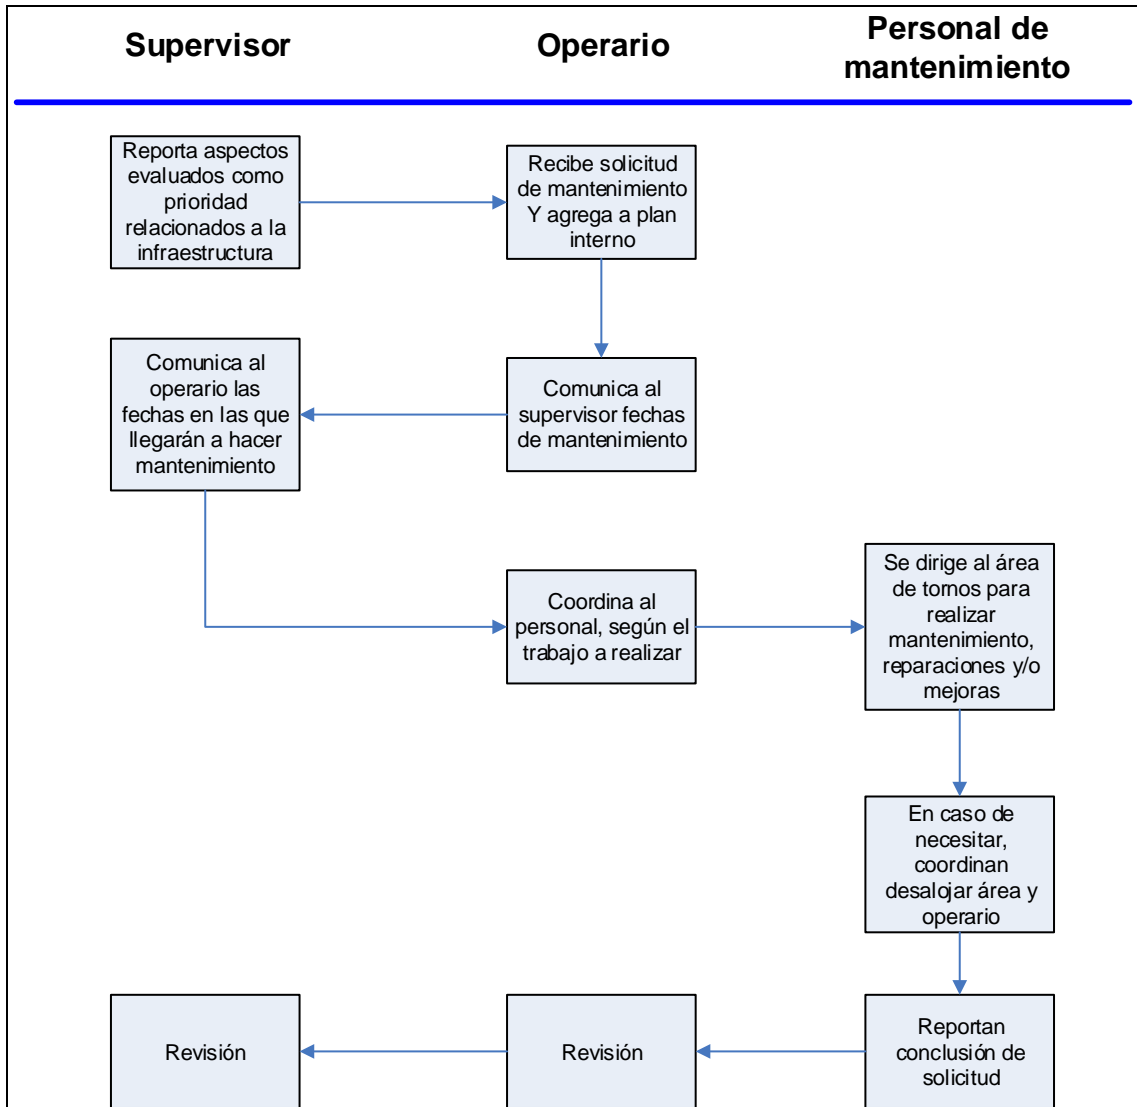 Supervisor
Operario
Personal de
mantenimiento
Reporta aspectos
evaluados como
prioridad
relacionados a la
infraestructura
Recibe solicitud
de mantenimiento
Y agrega a plan
interno
Comunica al
operario las
fechas en las que
llegarán a hacer
mantenimiento
Comunica al
supervisor fechas
de mantenimiento
Coordina al
personal, según el
trabajo a realizar
Se dirige al área
de tornos para
realizar
mantenimiento,
reparaciones y/o
mejoras
En caso de
necesitar,
coordinan
desalojar área y
operario
Revisión
Revisión
Reportan
conclusión de
solicitud